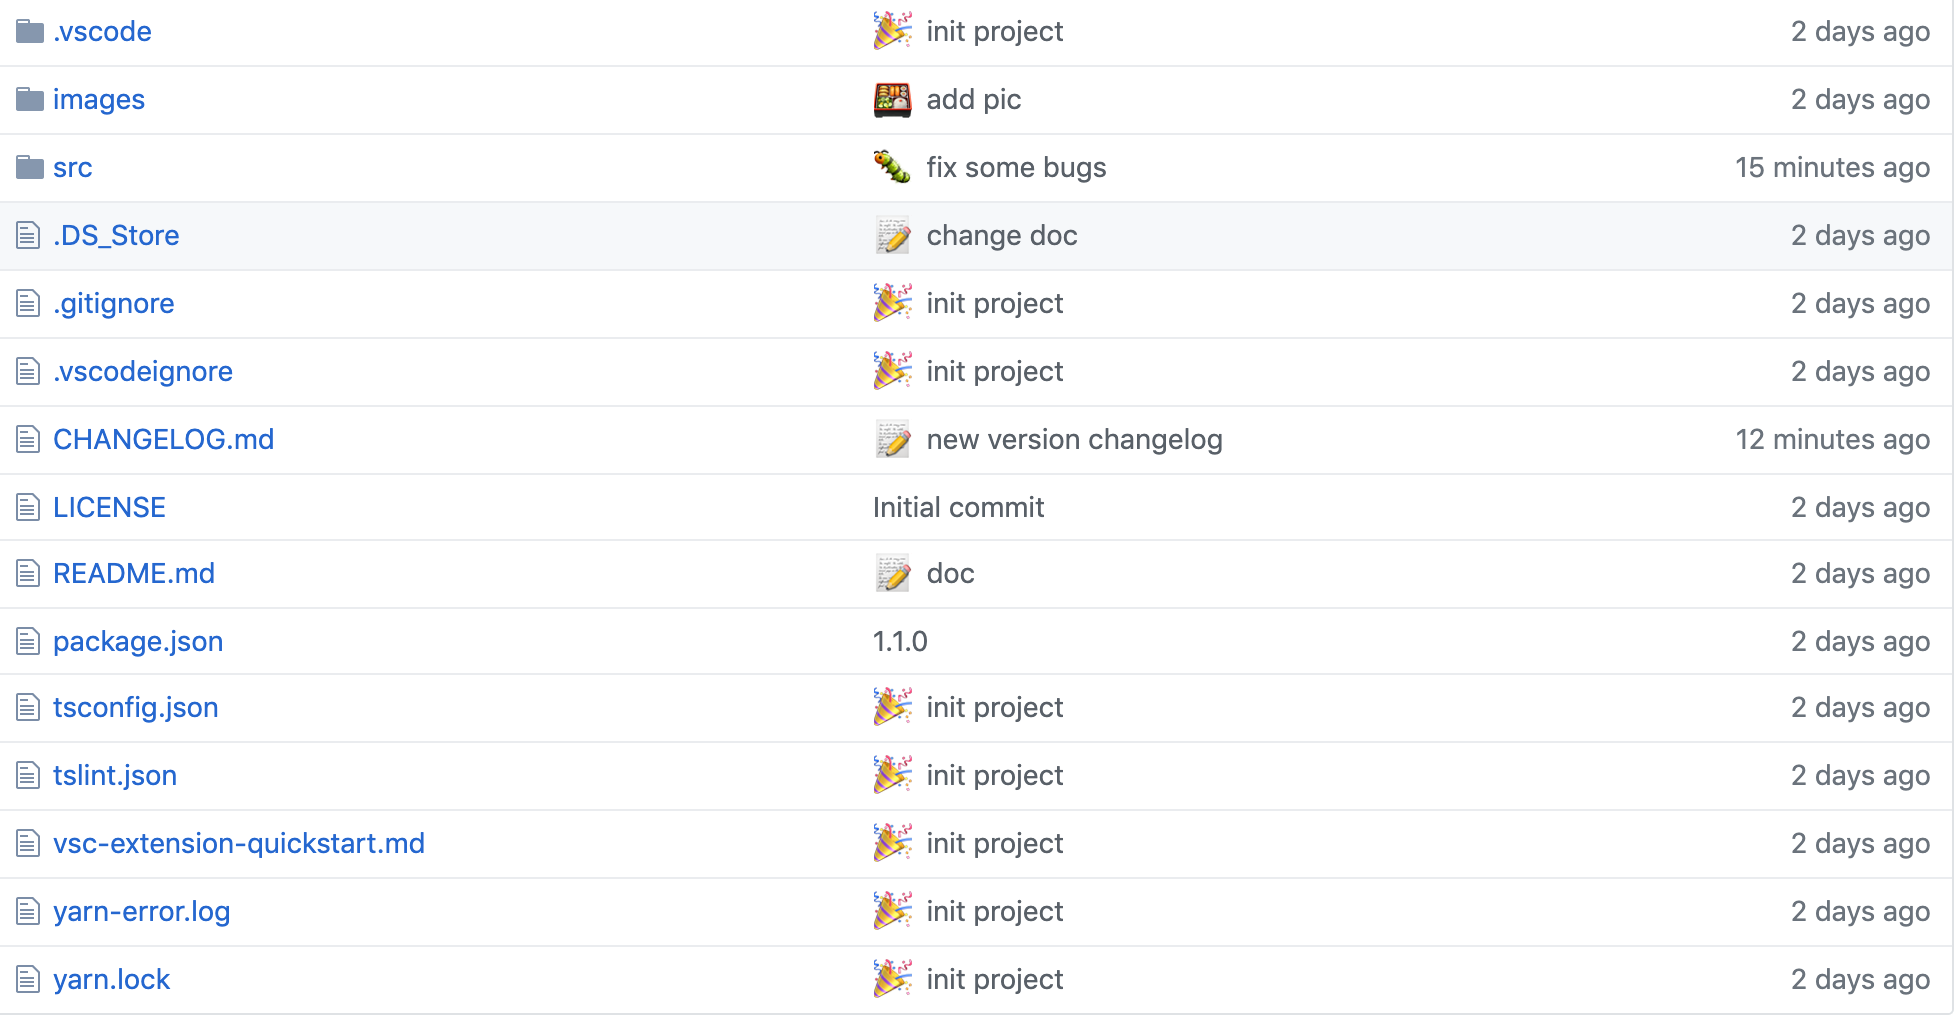 .vscode 🎉 init project 2 days ago
images 🍱 add pic 2 days ago
src 🐛 fix some bugs 15 minutes ago
.DS_Store 📝 change doc 2 days ago
.gitignore 🎉 init project 2 days ago
.vscodeignore 🎉 init project 2 days ago
CHANGELOG.md 📝 new version changelog 12 minutes ago
LICENSE Initial commit 2 days ago
README.md 📝 doc 2 days ago
package.json 1.1.0 2 days ago
tsconfig.json 🎉 init project 2 days ago
tslint.json 🎉 init project 2 days ago
vsc-extension-quickstart.md 🎉 init project 2 days ago
yarn-error.log 🎉 init project 2 days ago
yarn.lock 🎉 init project 2 days ago